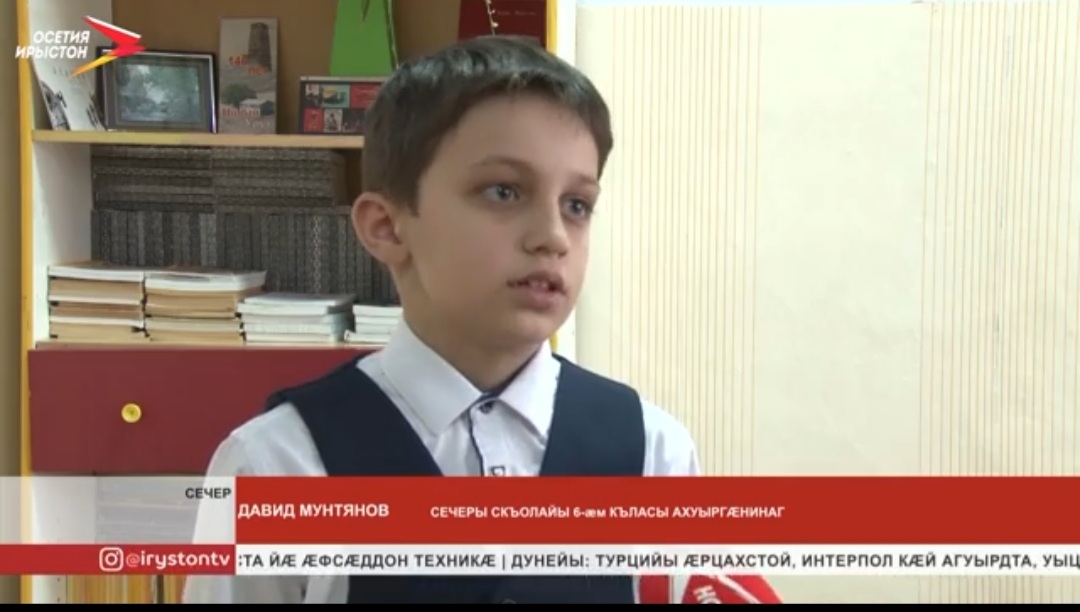 ОСЕТИЯ
ИРЫСТОН
СЕЧЕР
ДАВИД МУНТЯНОВ
СЕЧЕРЫ СКЪОЛАЙЫ 6-æм КЪЛАСЫ АХУЫРГÆНИНАГ
@irystontv
СТА ЙÆ ÆФСÆДДОН ТЕХНИКÆ | ДУНЕЙЫ: ТУРЦИЙЫ ÆРЦАХСТОЙ, ИНТЕРПОЛ КÆЙ АГУЫРДТА, УЫЦ